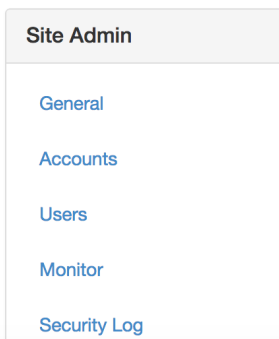 Site Admin
General
Accounts
Users
Monitor
Security Log